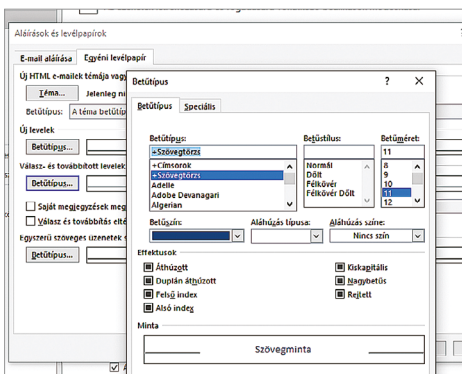 Aláírások és levélpapírok
E-mail aláírása Egyéni levélpapír
Új HTML e-mailek témája vagy
Téma... Jelenleg ni
Betűtípus: A téma betűtíp
Új levelek
Betűtípus...
Válasz- és továbbított levelek
Betűtípus...
Saját megjegyzések meg
Válasz és továbbítás elté
Egyszerű szöveges üzenetek
Betűtípus...
Betűtípus ? X
Betűtípus Speciális
Betűtípus: Betűstílus: Betűméret:
+Szövegtörzs 11
+Címsorok Normál 8
+Szövegtörzs Dőlt 9
Adelle Félkövér 10
Adobe Devanagari Félkövér Dőlt 11
Algerian 12
Betűszín: Aláhúzás típusa: Aláhúzás színe:
Nincs szín
Effektusok
Áthúzott Kiskapitális
Duplán áthúzott Nagybetűs
Felső index Rejtett
Alsó index
Minta
Szövegminta